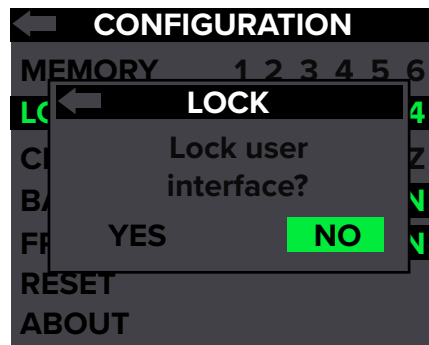 CONFIGURATION
MEMORY 1 2 3 4 5 6
LOCK
Lock user
interface?
YES NO
RESET
ABOUT